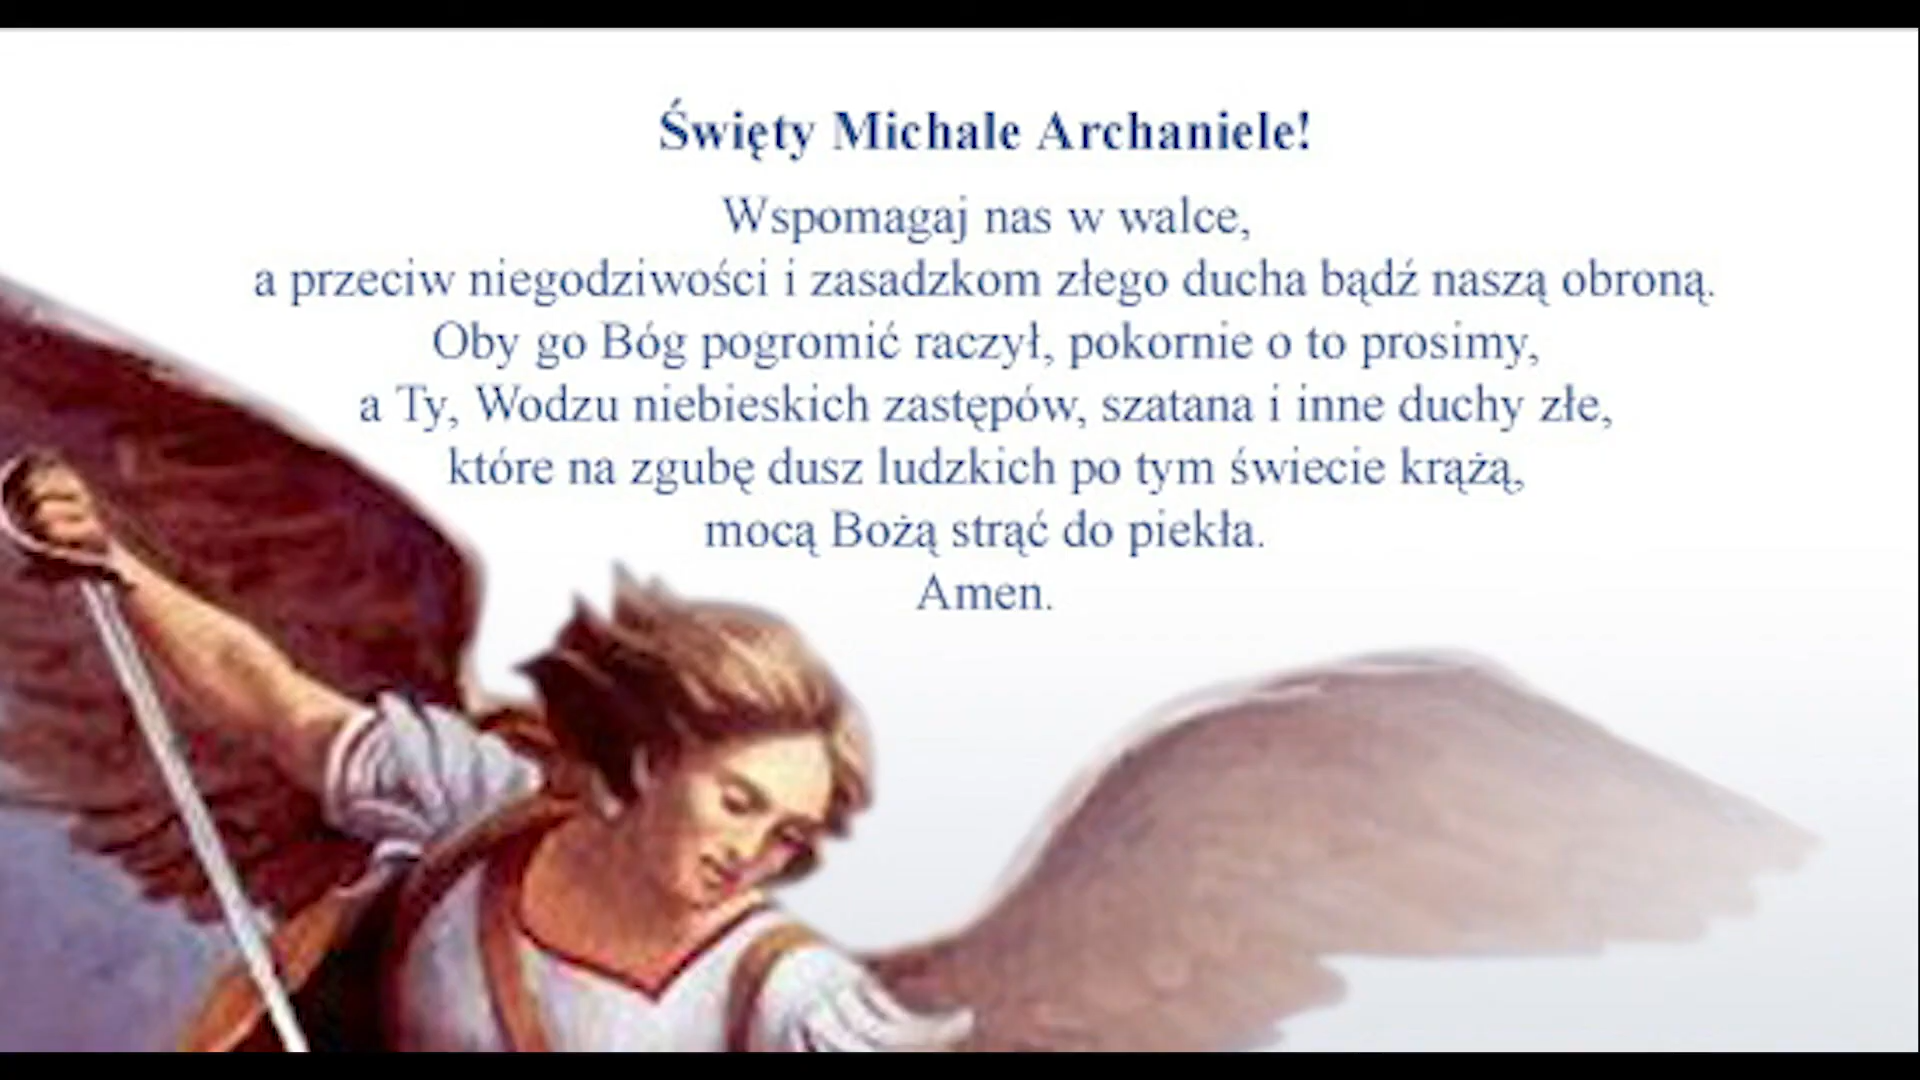 Święty Michale Archaniele!
Wspomagaj nas w walce,
a przeciw niegodziwości i zasadzkom złego ducha bądź naszą obroną.
Oby go Bóg pogromić raczył, pokornie o to prosimy,
a Ty, Wodzu niebieskich zastępów, szatana i inne duchy złe,
które na zgubę dusz ludzkich po tym świecie krążą,
mocą Bożą strąć do piekła.
Amen.